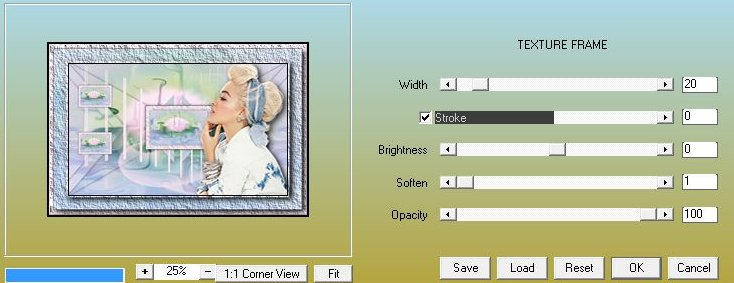 TEXTURE FRAME
Width 20
Stroke 0
Brightness 0
Soften 1
Opacity 100
+ 25% – 1:1 Corner View Fit
Save Load Reset OK Cancel